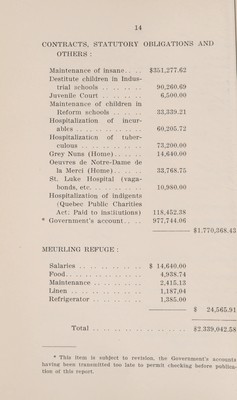 14
CONTRACTS, STATUTORY OBLIGATIONS AND
OTHERS :
Maintenance of insane.. .. $351,277.62
Destitute children in Indus-
trial schools .. .. .. .. 90,260.69
Juvenile Court .. .. .. .. 6,500.00
Maintenance of children in
Reform schools .. .. .. 33,339.21
Hospitalization of incur-
ables .. .. .. .. .. .. 60,205.72
Hospitalization of tuber-
culous .. .. .. .. .. .. 73,200.00
Grey Nuns (Home).. .. .. 14,640.00
Oeuvres de Notre-Dame de
la Merci (Home).. .. .. 33,768.75
St. Luke Hospital (vaga-
bonds, etc. .. .. .. .. .. 10,980.00
Hospitalization of indigents
(Quebec Public Charities
Act: Paid to institutions) 118,452.38
* Government's account.. .. 977,744.06
$1,770,368.43
MEURLING REFUGE :
Salaries .. .. .. .. .. .. $ 14,640.00
Food.. .. .. .. .. .. .. 4,938.74
Maintenance .. .. .. .. .. 2,415.13
Linen .. .. .. .. .. .. 1,187.04
Refrigerator .. .. .. .. .. 1,385.00
$ 24,565.91
Total .. .. .. .. .. .. .. $2.339,042.58
* This item is subject to revision, the Government's accounts
having been transmitted too late to permit checking before publica-
tion of this report.